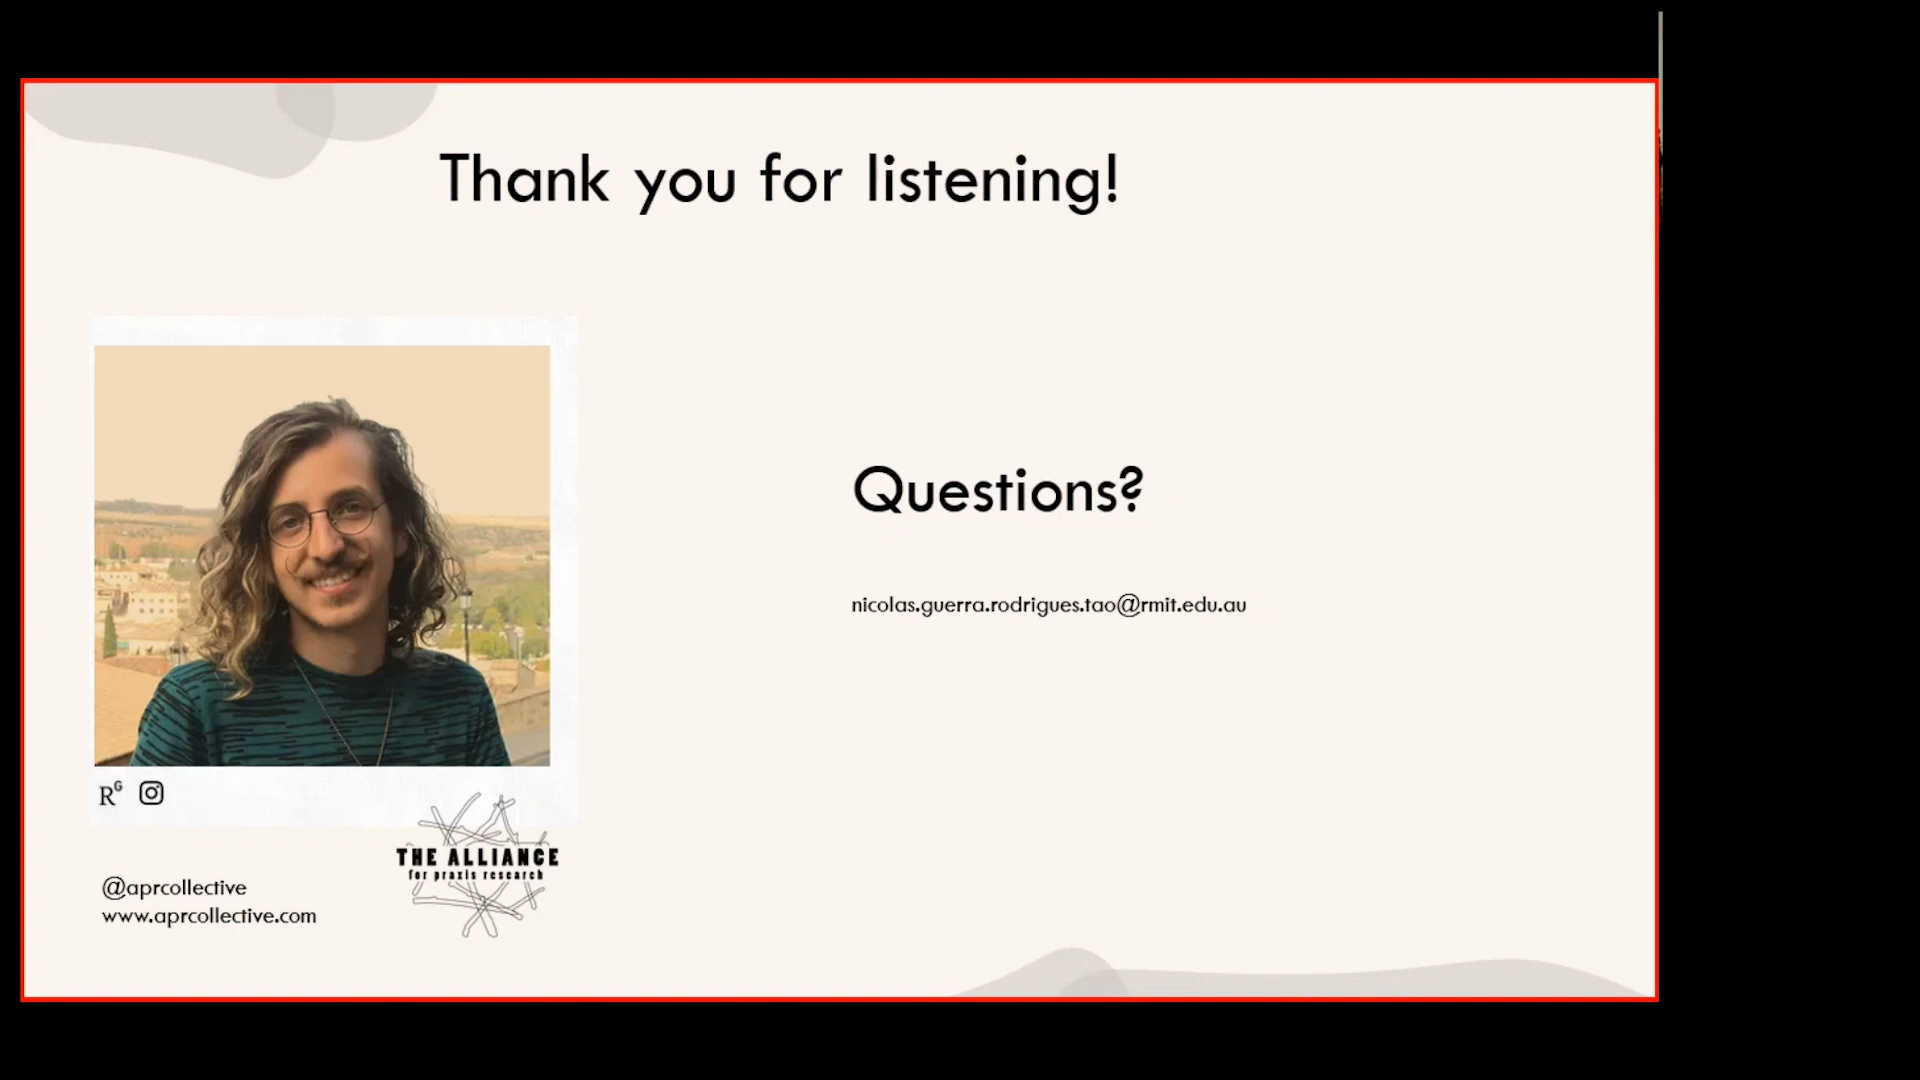 Thank you for listening!
Questions?
nicolas.guerra.rodrigues.tao@rmit.edu.au
RG
THE ALLIANCE
for praxis research
@aprcollective
www.aprcollective.com